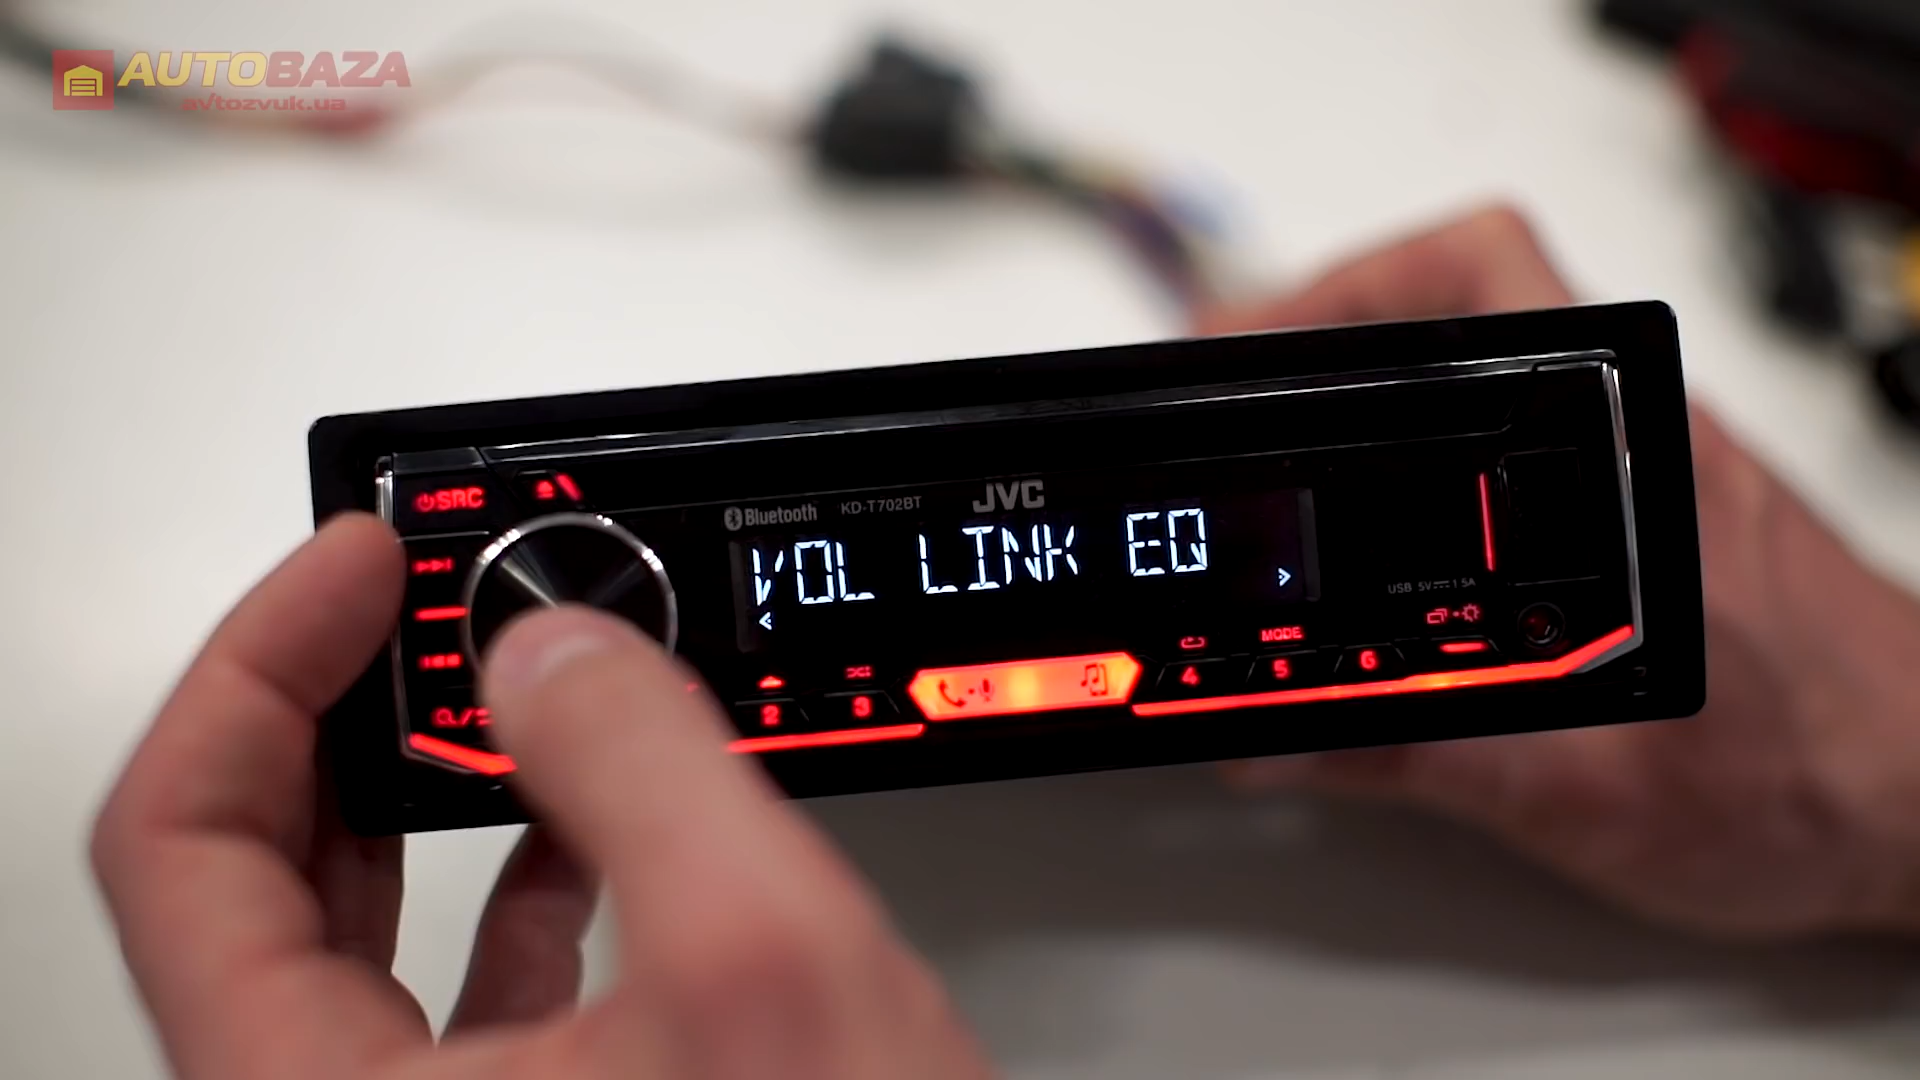 AUTOBAZA
avtozvuk.ua
SRC
Bluetooth KD-T702BT JVC
VOL LINK EQ
< >
USB 5V 1.5A
MODE
2 3 4 5 6